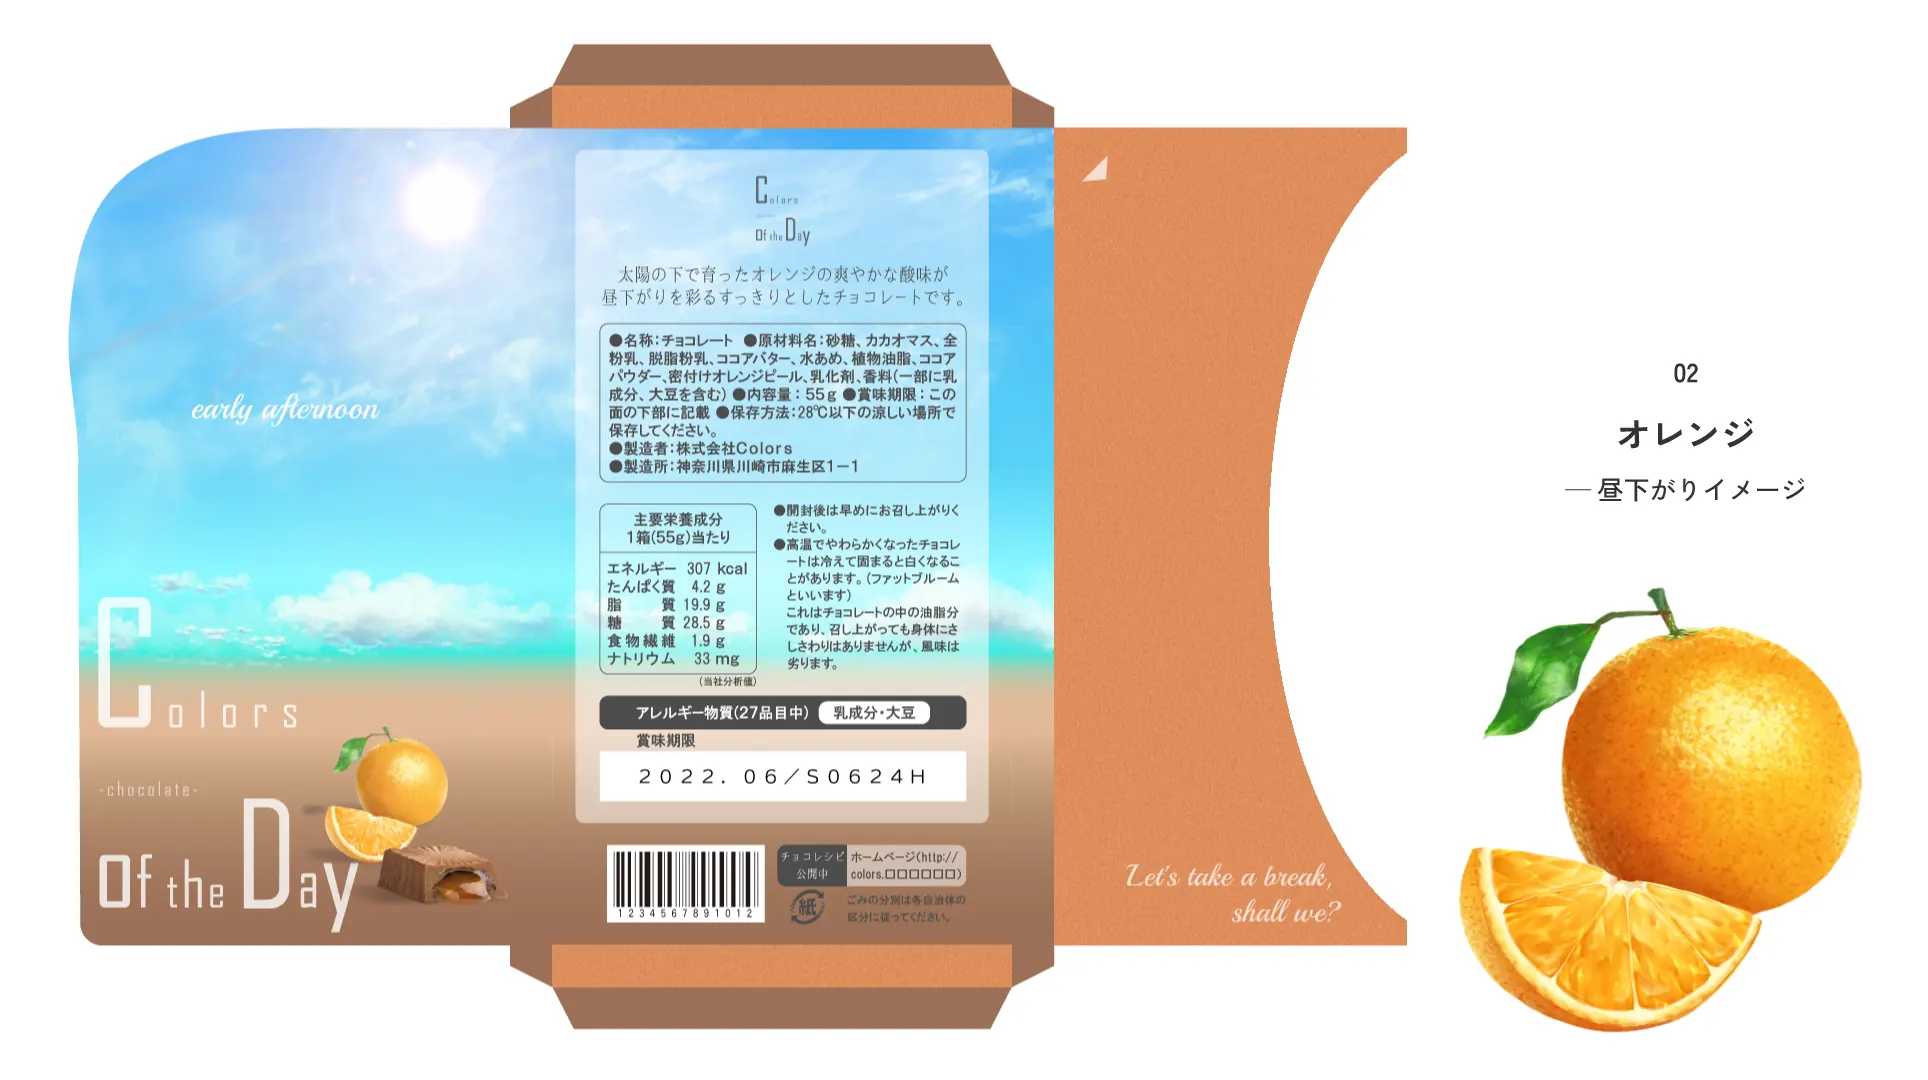 early afternoon
Colors
-chocolate-
of the Day
Colors
Of the Day
太陽の下で育ったオレンジの爽やかな酸味が
昼下がりを彩るすっきりとしたチョコレートです。
●名称：チョコレート ●原材料名：砂糖、カカオマス、全
粉乳、脱脂粉乳、ココアバター、水あめ、植物油脂、ココア
パウダー、密付けオレンジピール、乳化剤、香料（一部に乳
成分、大豆を含む）●内容量：55g ●賞味期限：この
面の下部に記載 ●保存方法：28℃以下の涼しい場所で
保存してください。
●製造者：株式会社Colors
●製造所：神奈川県川崎市麻生区1－1
主要栄養成分
1箱(55g)当たり
エネルギー 307 kcal
たんぱく質 4.2 g
脂 質 19.9 g
糖 質 28.5 g
食物繊維 1.9 g
ナトリウム 33 mg
（当社分析値）
●開封後は早めにお召し上がりく
ださい。
●高温でやわらかくなったチョコレ
ートは冷えて固まると白くなるこ
とがあります。（ファットブルーム
といいます）
これはチョコレートの中の油脂分
であり、召し上がっても身体にさ
しさわりはありませんが、風味は
劣ります。
アレルギー物質(27品目中) 乳成分・大豆
賞味期限
2022. 06／S0624H
123456789 1012
チョコレシピ
公開中
ホームページ(http://
colors.□□□□□□)
紙
ごみの分別は各自治体の
区分に従ってください。
Let's take a break,
shall we?
02
オレンジ
― 昼下がりイメージ